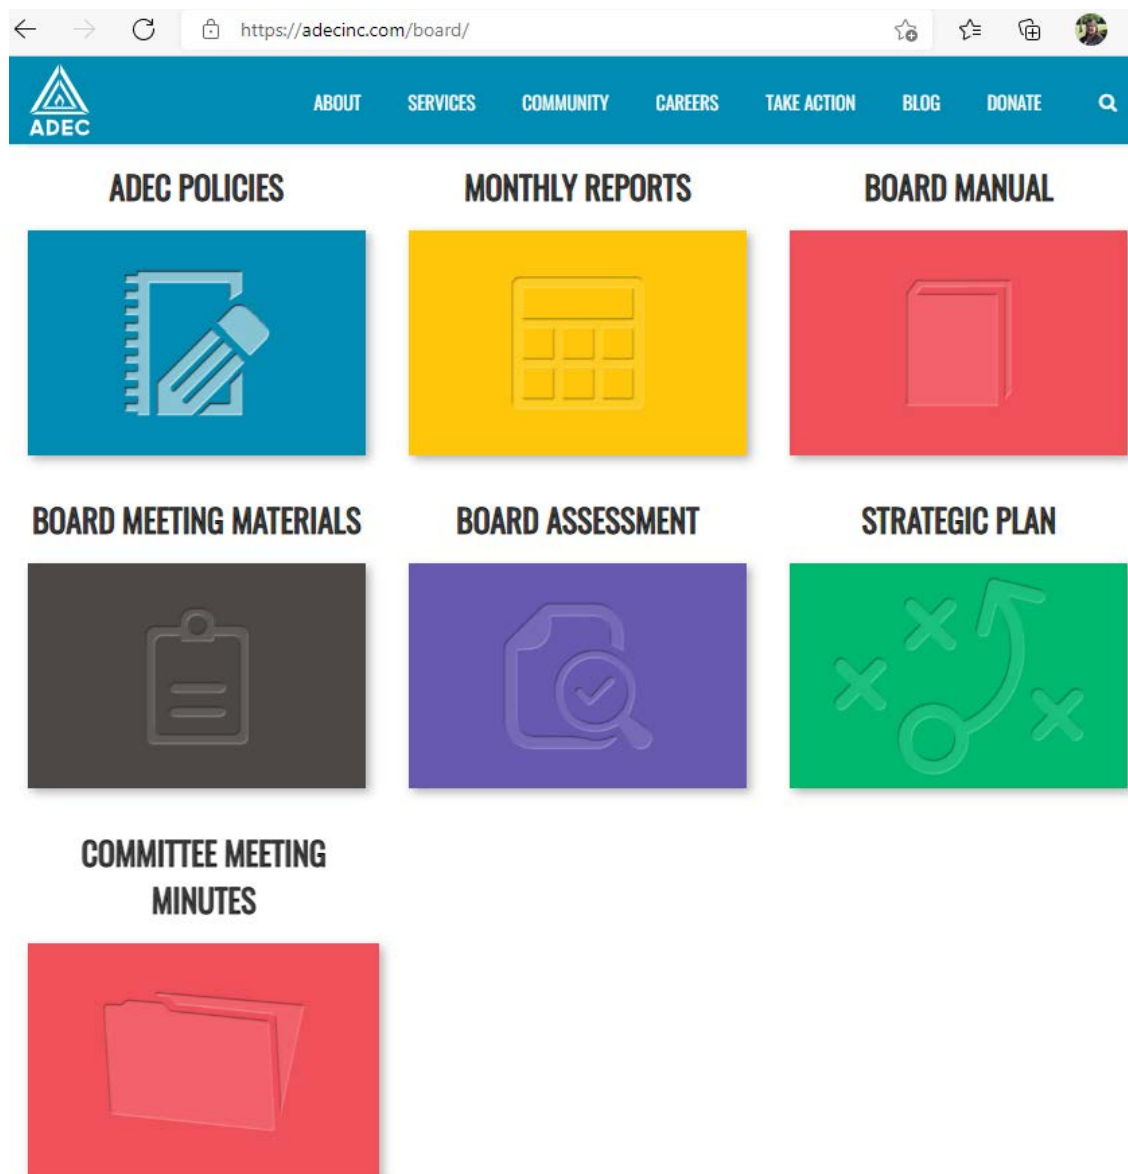 https://adecinc.com/board/
ADEC
ABOUT SERVICES COMMUNITY CAREERS TAKE ACTION BLOG DONATE
ADEC POLICIES MONTHLY REPORTS BOARD MANUAL
BOARD MEETING MATERIALS BOARD ASSESSMENT STRATEGIC PLAN
COMMITTEE MEETING
MINUTES